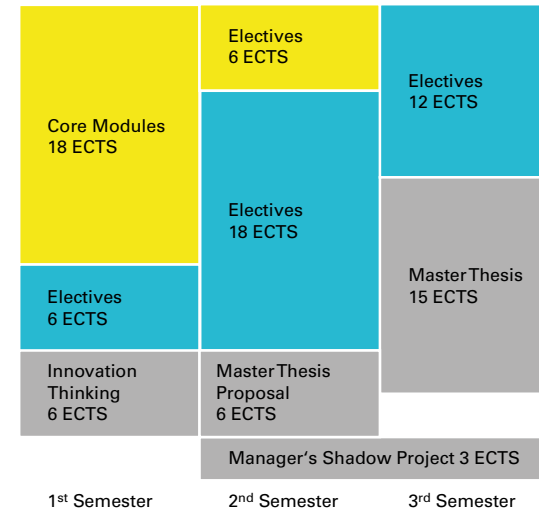 Core Modules
18 ECTS
Electives
6 ECTS
Innovation
Thinking
6 ECTS
Electives
6 ECTS
Electives
18 ECTS
Master Thesis
Proposal
6 ECTS
Electives
12 ECTS
Master Thesis
15 ECTS
Manager‘s Shadow Project 3 ECTS
1st Semester
2nd Semester
3rd Semester